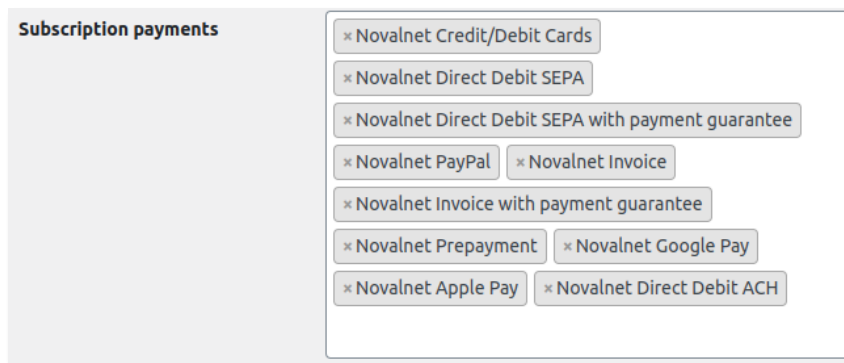 Subscription payments
×Novalnet Credit/Debit Cards
×Novalnet Direct Debit SEPA
×Novalnet Direct Debit SEPA with payment guarantee
×Novalnet PayPal ×Novalnet Invoice
×Novalnet Invoice with payment guarantee
×Novalnet Prepayment ×Novalnet Google Pay
×Novalnet Apple Pay ×Novalnet Direct Debit ACH